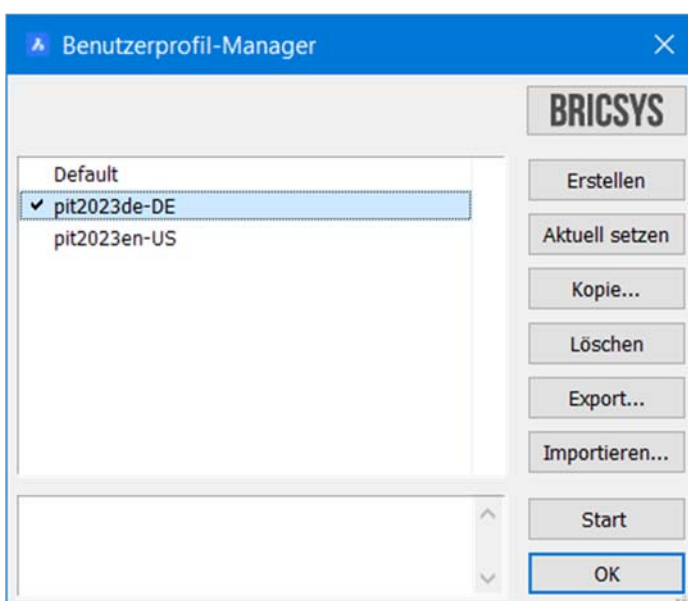 Benutzerprofil-Manager
BRICSYS
Default
pit2023de-DE
pit2023en-US
Erstellen
Aktuell setzen
Kopie...
Löschen
Export...
Importieren...
Start
OK